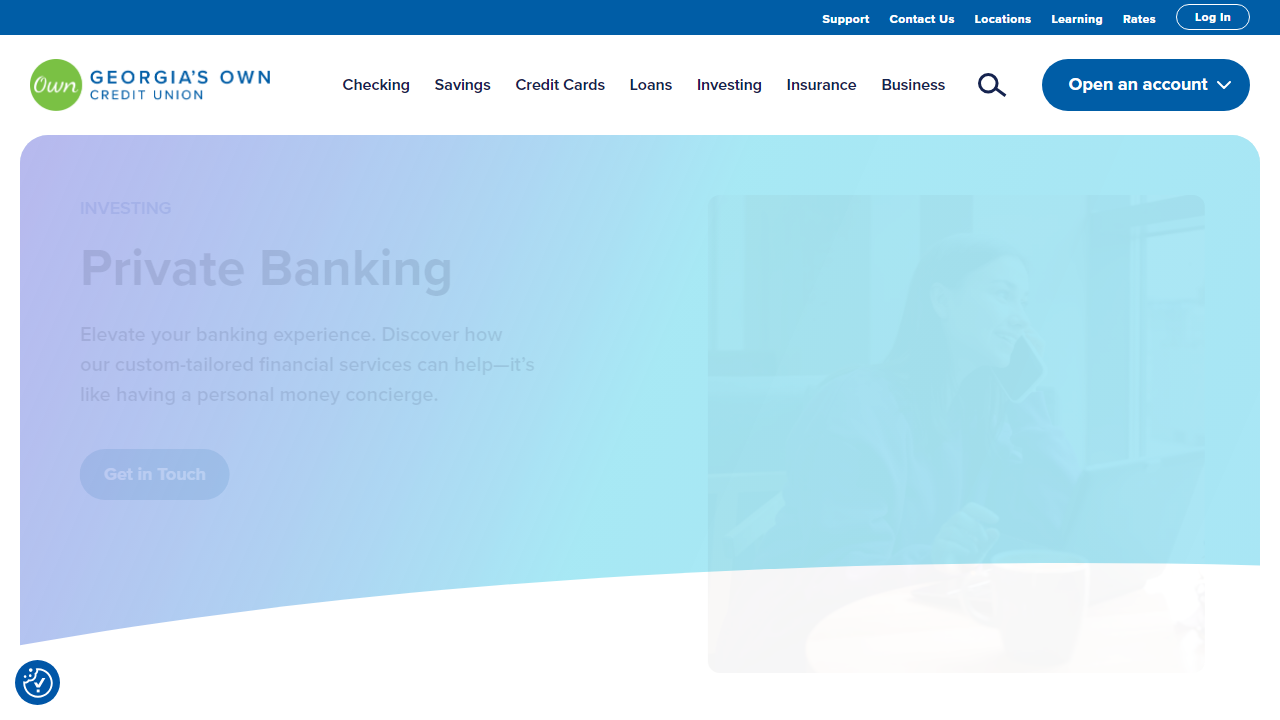 Support Contact Us Locations Learning Rates Log In
Own GEORGIA'S OWN
CREDIT UNION
Checking Savings Credit Cards Loans Investing Insurance Business Open an account
INVESTING
Private Banking
Elevate your banking experience. Discover how
our custom-tailored financial services can help—it's
like having a personal money concierge.
Get in Touch